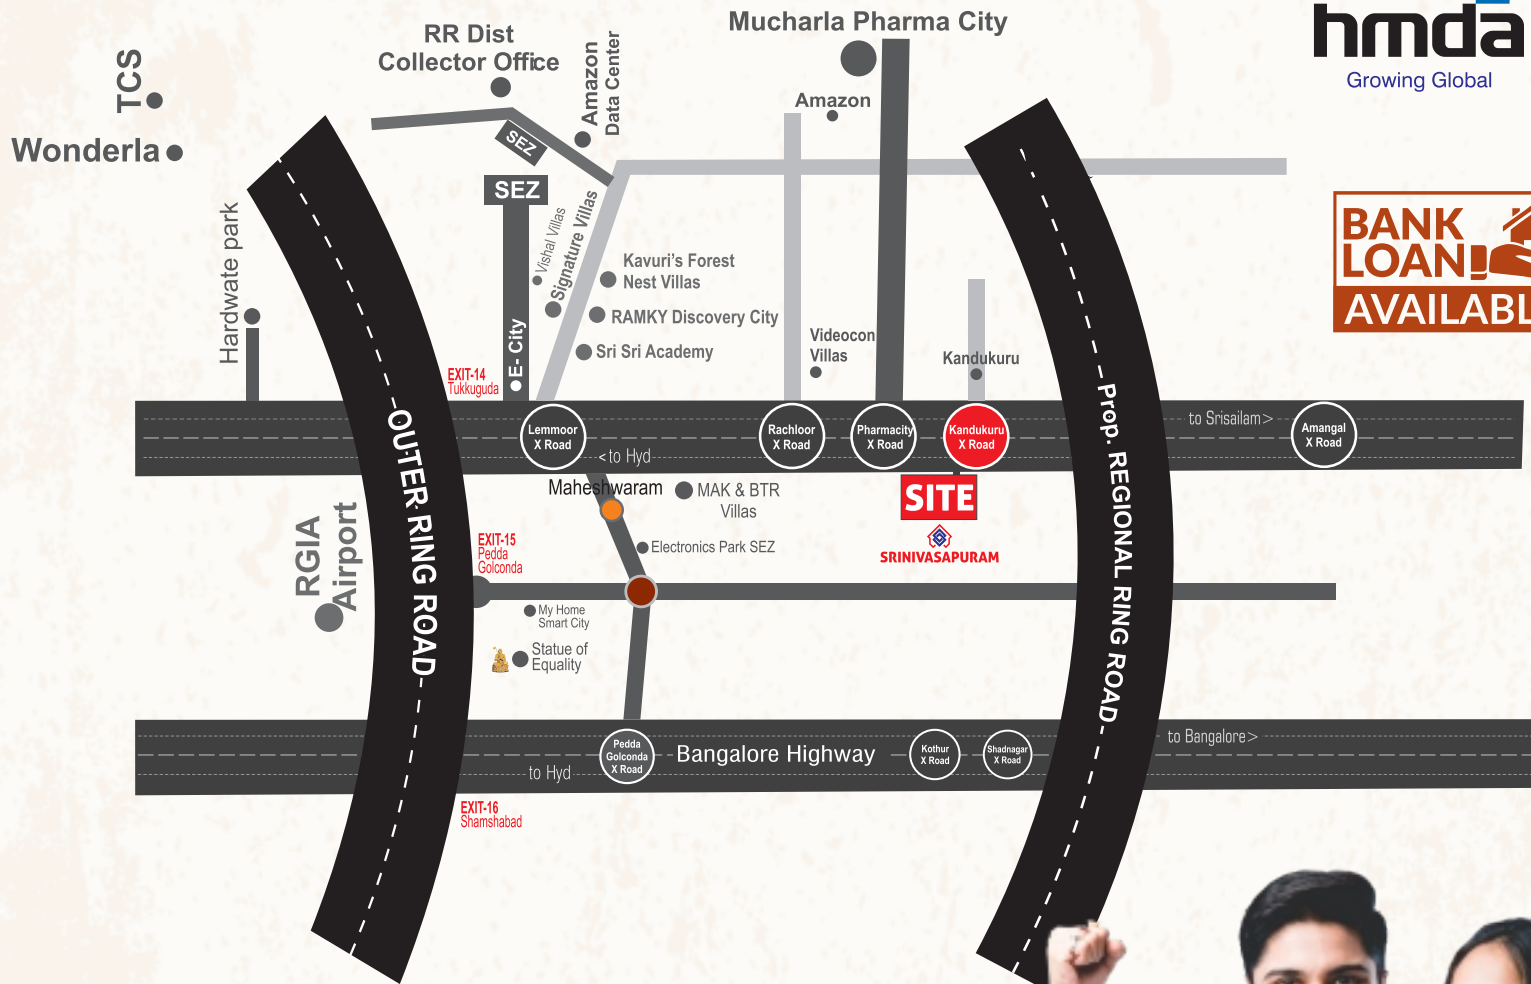 hmda
Growing Global
Mucharla Pharma City
RR Dist
Collector Office
Amazon
Data Center
TCS
Wonderla
Amazon
SEZ
SEZ
Hardwate park
Vishal Villas
Signature Villas
Kavuri's Forest
Nest Villas
RAMKY Discovery City
Sri Sri Academy
E- City
Videocon
Villas
Kandukuru
BANK
LOAN
AVAILABL
EXIT-14
Tukkuguda
OUTER RING ROAD
Lemmoor
X Road
<to Hyd
Rachloor
X Road
Pharmacity
X Road
Kandukuru
X Road
Prop. REGIONAL RING ROAD
to Srisailam>
Amangal
X Road
Maheshwaram
MAK & BTR
Villas
SITE
SRINIVASAPURAM
RGIA
Airport
EXIT-15
Pedda
Golconda
Electronics Park SEZ
My Home
Smart City
Statue of
Equality
Pedda
Golconda
X Road
Bangalore Highway
Kothur
X Road
Shadnagar
X Road
to Bangalore>
to Hyd
EXIT-16
Shamshabad